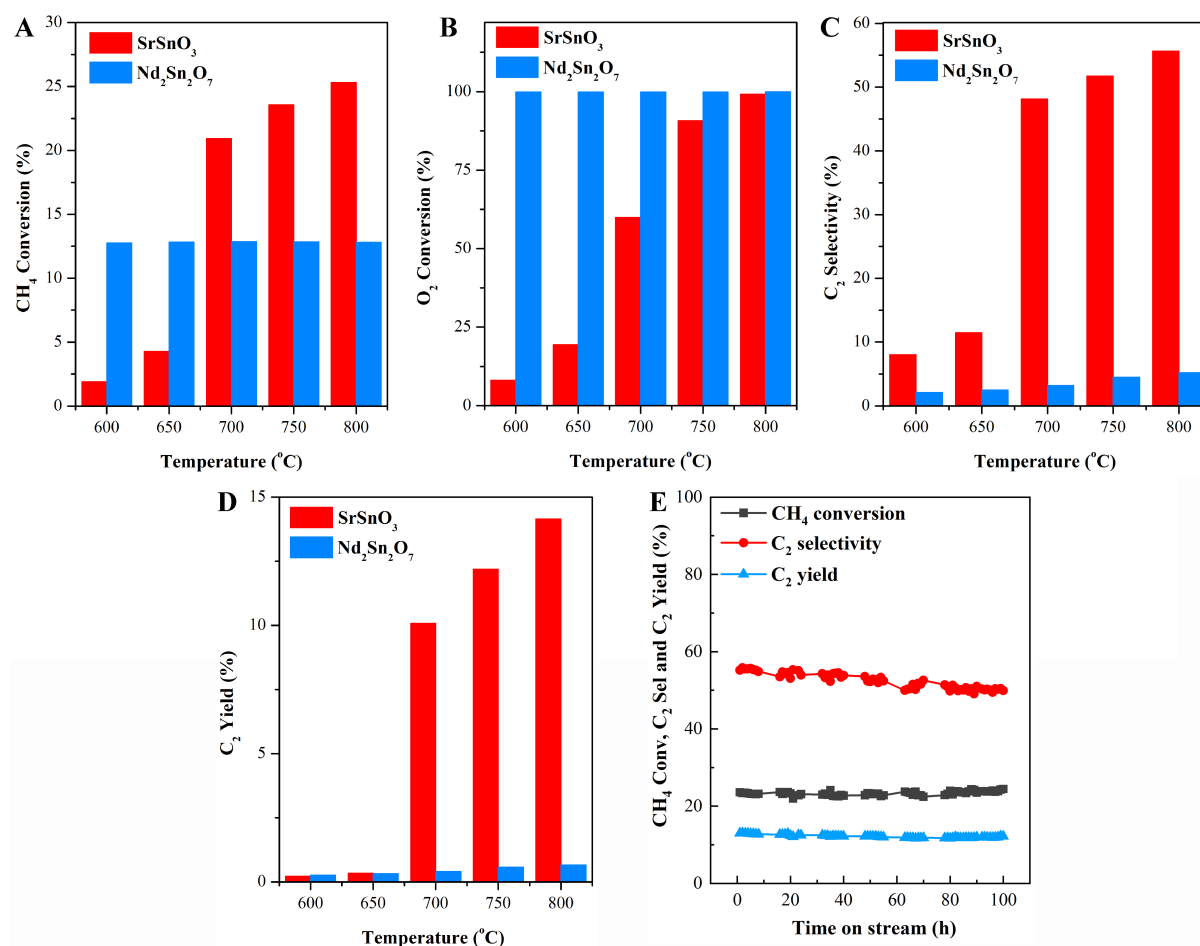 A
SrSnO₃
Nd₂Sn₂O₇
CH₄ Conversion (%)
30
25
20
15
10
5
0
600 650 700 750 800
Temperature (°C)
B
SrSnO₃
Nd₂Sn₂O₇
O₂ Conversion (%)
100
75
50
25
0
600 650 700 750 800
Temperature (°C)
C
SrSnO₃
Nd₂Sn₂O₇
C₂ Selectivity (%)
60
50
40
30
20
10
0
600 650 700 750 800
Temperature (°C)
D
SrSnO₃
Nd₂Sn₂O₇
C₂ Yield (%)
15
10
5
0
600 650 700 750 800
Temperature (°C)
E
CH₄ conversion
C₂ selectivity
C₂ yield
CH₄ Conv, C₂ Sel and C₂ Yield (%)
100
80
60
40
20
0
0 20 40 60 80 100
Time on stream (h)